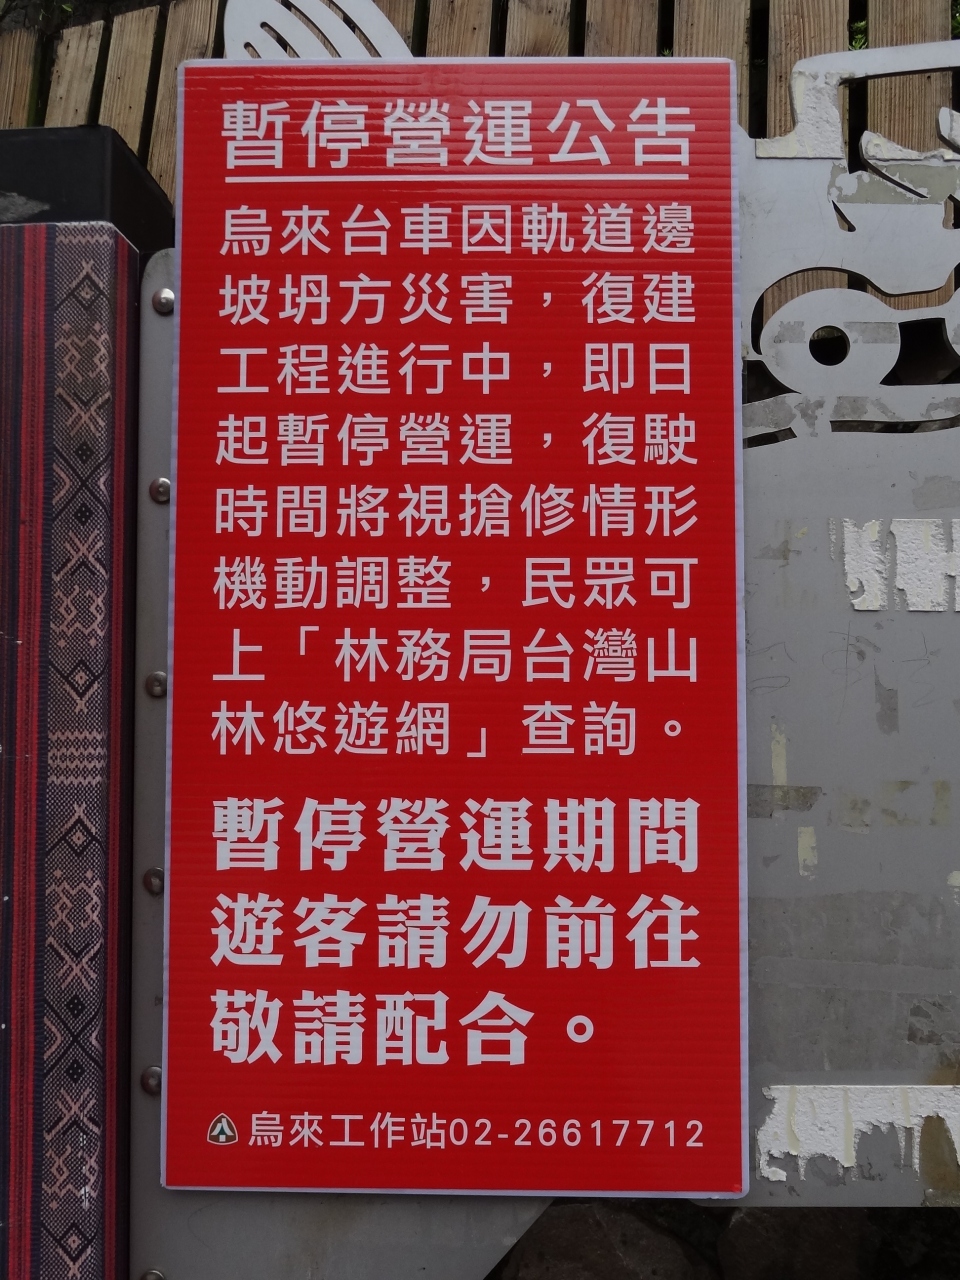 暫停營運公告
烏來台車因軌道邊
坡坍方災害，復建
工程進行中，即日
起暫停營運，復駛
時間將視搶修情形
機動調整，民眾可
上「林務局台灣山
林悠遊網」查詢。
暫停營運期間
遊客請勿前往
敬請配合。
烏來工作站02-26617712